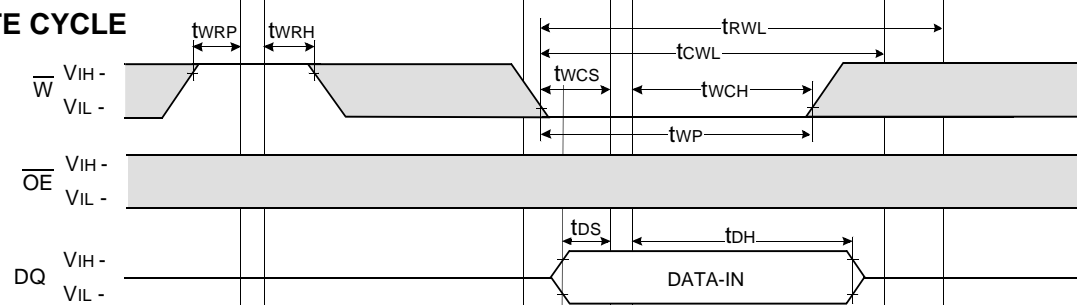 TE CYCLE
tWRP
tWRH
tRWL
tCWL
W
VIH -
VIL -
tWCS
tWCH
tWP
OE
VIH -
VIL -
tDS
tDH
DQ
VIH -
VIL -
DATA-IN